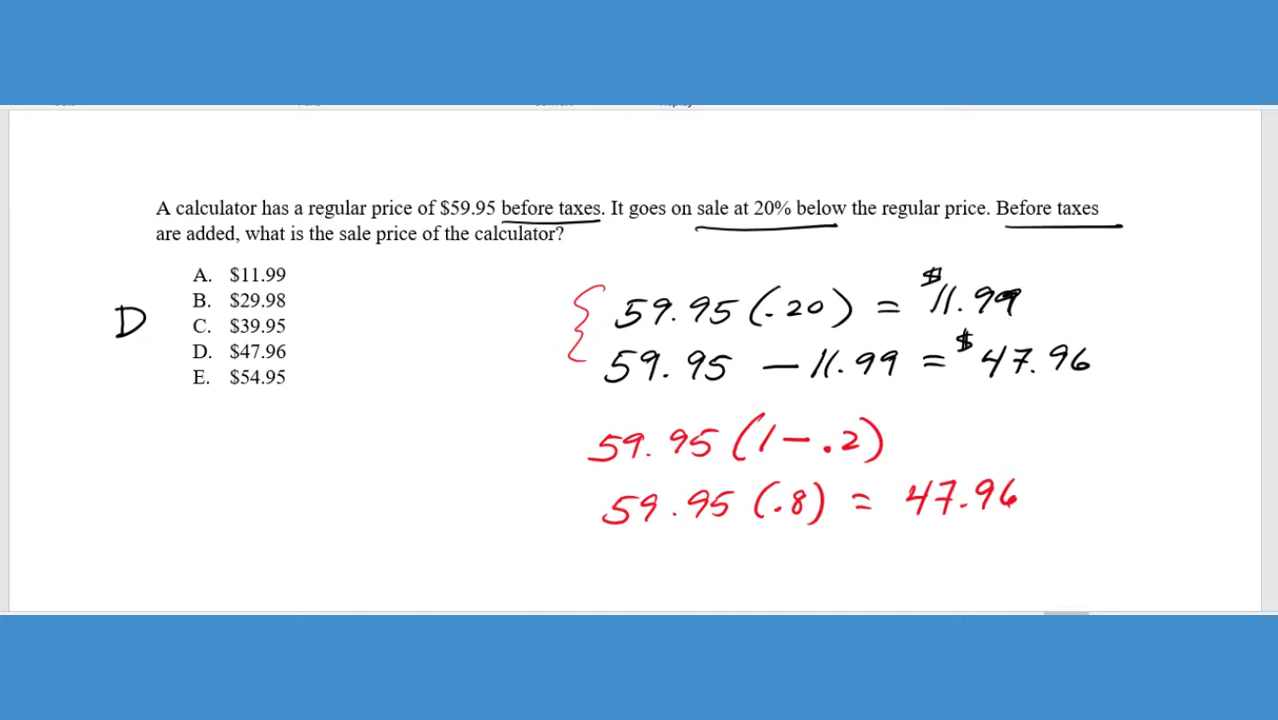 A calculator has a regular price of $59.95 before taxes. It goes on sale at 20% below the regular price. Before taxes
are added, what is the sale price of the calculator?
A. $11.99
B. $29.98
C. $39.95
D. $47.96
E. $54.95
D
59.95 (.20) = $11.99
59.95 - 11.99 = $47.96
59.95 (1 - .2)
59.95 (.8) = 47.96